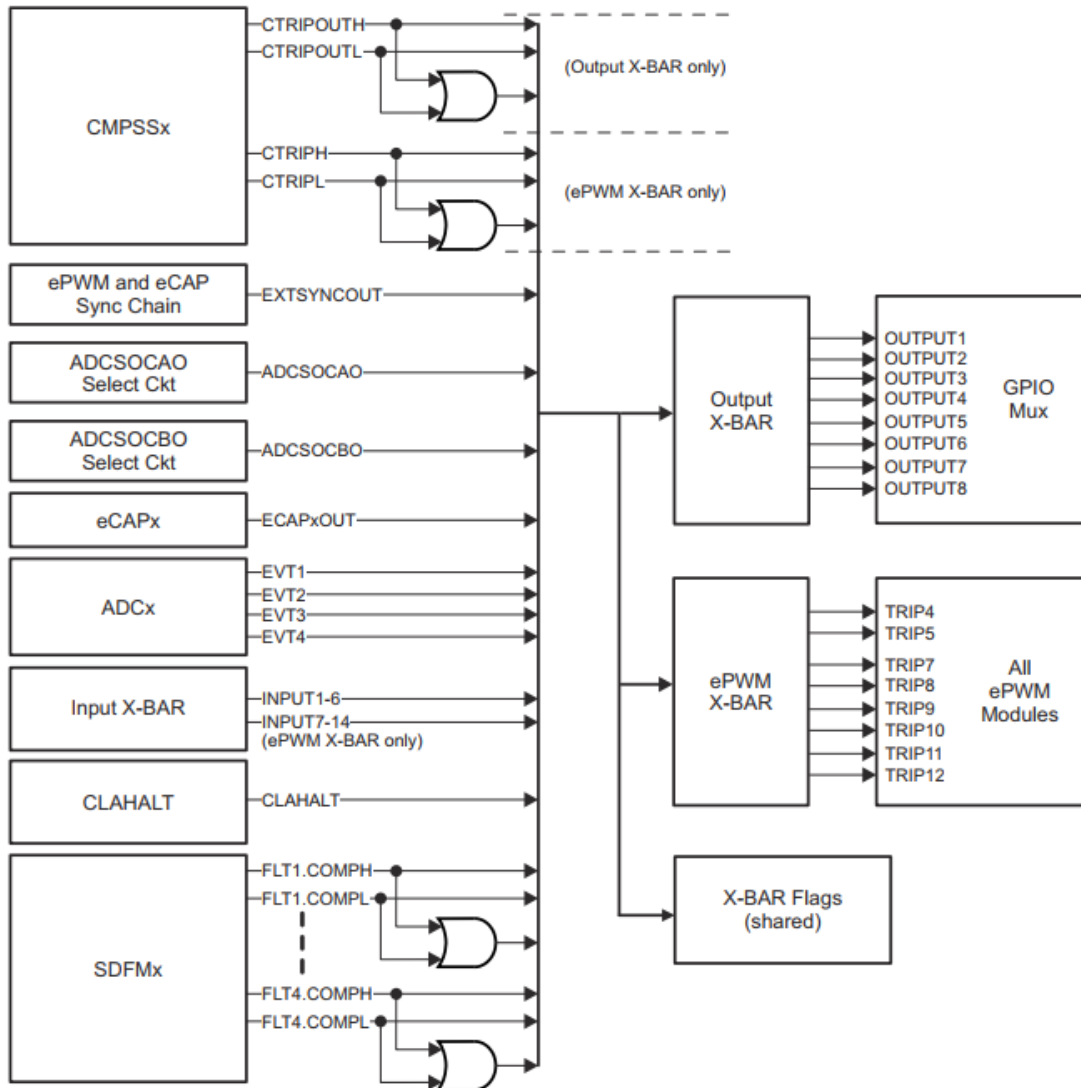 CMPSSx
CTRIPOUTH
CTRIPOUTL
(Output X-BAR only)
CTRIPH
CTRIPL
(ePWM X-BAR only)
ePWM and eCAP
Sync Chain
EXTSYNCOUT
ADCSOCAO
Select Ckt
ADCSOCAO
ADCSOCBO
Select Ckt
ADCSOCBO
eCAPx
ECAPxOUT
ADCx
EVT1
EVT2
EVT3
EVT4
Input X-BAR
INPUT1-6
INPUT7-14
(ePWM X-BAR only)
CLAHALT
CLAHALT
SDFMx
FLT1.COMPH
FLT1.COMPL
FLT4.COMPH
FLT4.COMPL
Output
X-BAR
OUTPUT1
OUTPUT2
OUTPUT3
OUTPUT4
OUTPUT5
OUTPUT6
OUTPUT7
OUTPUT8
GPIO
Mux
ePWM
X-BAR
TRIP4
TRIP5
TRIP7
TRIP8
TRIP9
TRIP10
TRIP11
TRIP12
All
ePWM
Modules
X-BAR Flags
(shared)